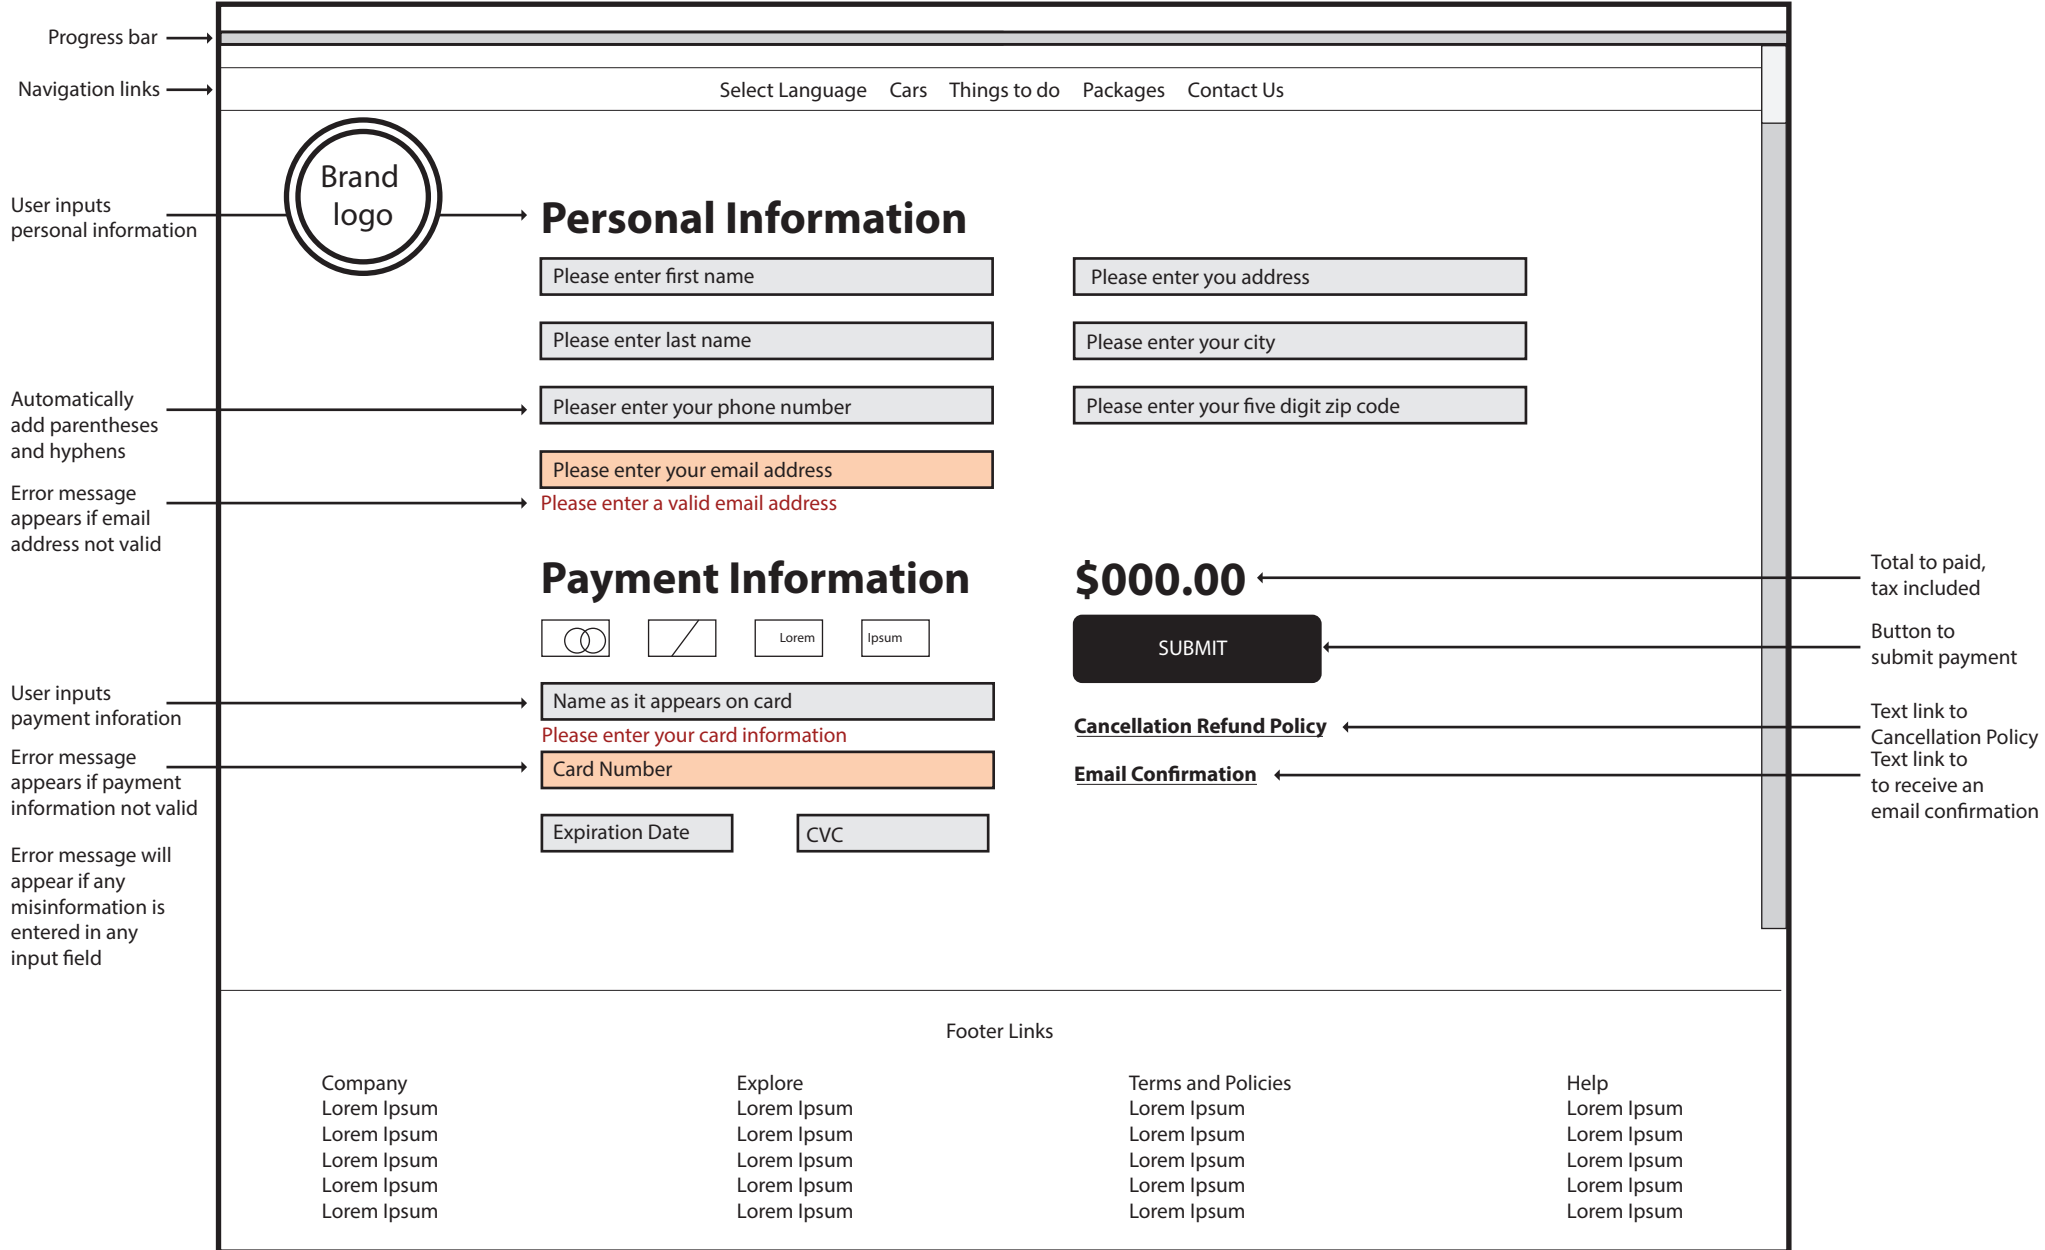 Progress bar
Navigation links
Select Language Cars Things to do Packages Contact Us
Brand
logo
User inputs
personal information
Personal Information
Please enter first name
Please enter you address
Please enter last name
Please enter your city
Automatically
add parentheses
and hyphens
Pleaser enter your phone number
Please enter your five digit zip code
Please enter your email address
Error message
appears if email
address not valid
Please enter a valid email address
Payment Information
$000.00
Total to paid,
tax included
Lorem
Ipsum
SUBMIT
Button to
submit payment
User inputs
payment inforation
Name as it appears on card
Please enter your card information
Cancellation Refund Policy
Text link to
Cancellation Policy
Error message
appears if payment
information not valid
Card Number
Email Confirmation
Text link to
to receive an
email confirmation
Expiration Date
CVC
Error message will
appear if any
misinformation is
entered in any
input field
Footer Links
Company
Lorem Ipsum
Lorem Ipsum
Lorem Ipsum
Lorem Ipsum
Lorem Ipsum
Explore
Lorem Ipsum
Lorem Ipsum
Lorem Ipsum
Lorem Ipsum
Lorem Ipsum
Terms and Policies
Lorem Ipsum
Lorem Ipsum
Lorem Ipsum
Lorem Ipsum
Lorem Ipsum
Help
Lorem Ipsum
Lorem Ipsum
Lorem Ipsum
Lorem Ipsum
Lorem Ipsum